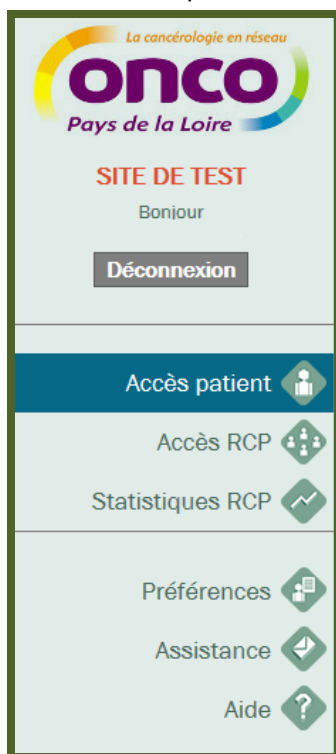 La cancérologie en réseau
onco
Pays de la Loire
SITE DE TEST
Bonjour
Déconnexion
Accès patient
Accès RCP
Statistiques RCP
Préférences
Assistance
Aide